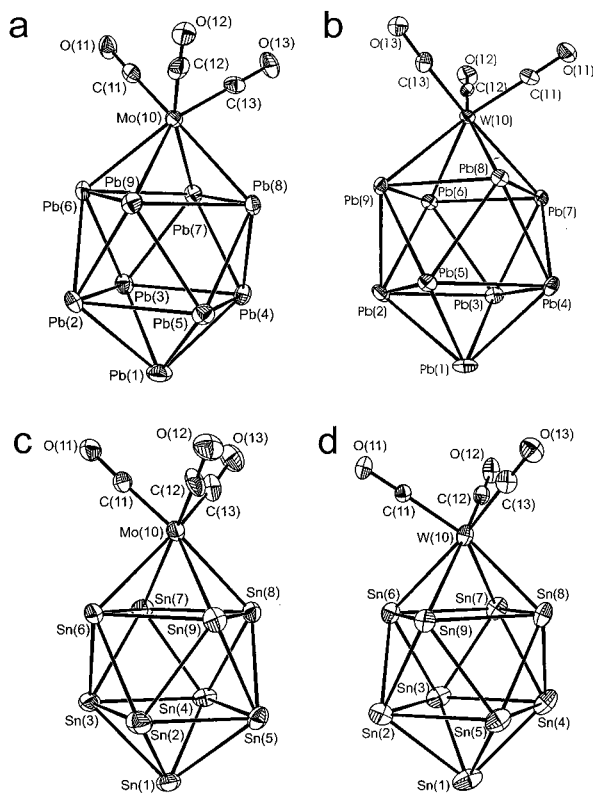 a
O(12)
O(11)
O(13)
C(12)
C(11)
C(13)
Mo(10)
Pb(9)
Pb(8)
Pb(6)
Pb(7)
Pb(3)
Pb(2)
Pb(4)
Pb(5)
Pb(1)
b
O(13)
O(12)
O(11)
C(13)
C(12)
C(11)
W(10)
Pb(8)
Pb(9)
Pb(6)
Pb(7)
Pb(5)
Pb(2)
Pb(3)
Pb(4)
Pb(1)
c
O(12)
O(11)
O(13)
C(12)
C(11)
C(13)
Mo(10)
Sn(7)
Sn(8)
Sn(6)
Sn(9)
Sn(4)
Sn(3)
Sn(2)
Sn(5)
Sn(1)
d
O(13)
O(11)
O(12)
C(12)
C(13)
C(11)
W(10)
Sn(6)
Sn(7)
Sn(8)
Sn(9)
Sn(3)
Sn(2)
Sn(5)
Sn(4)
Sn(1)